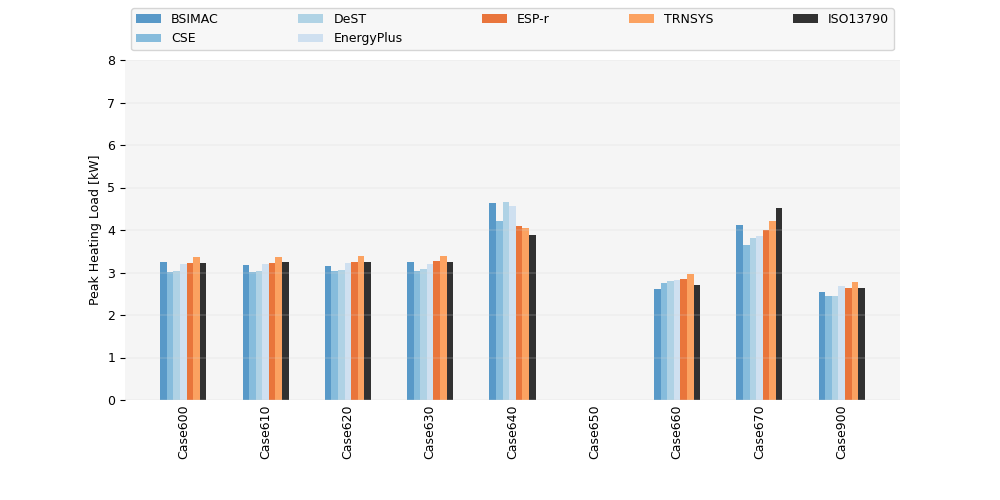 BSIMAC DeST ESP-r TRNSYS ISO13790
CSE EnergyPlus
Peak Heating Load [kW]
8
7
6
5
4
3
2
1
0
Case600 Case610 Case620 Case630 Case640 Case650 Case660 Case670 Case900